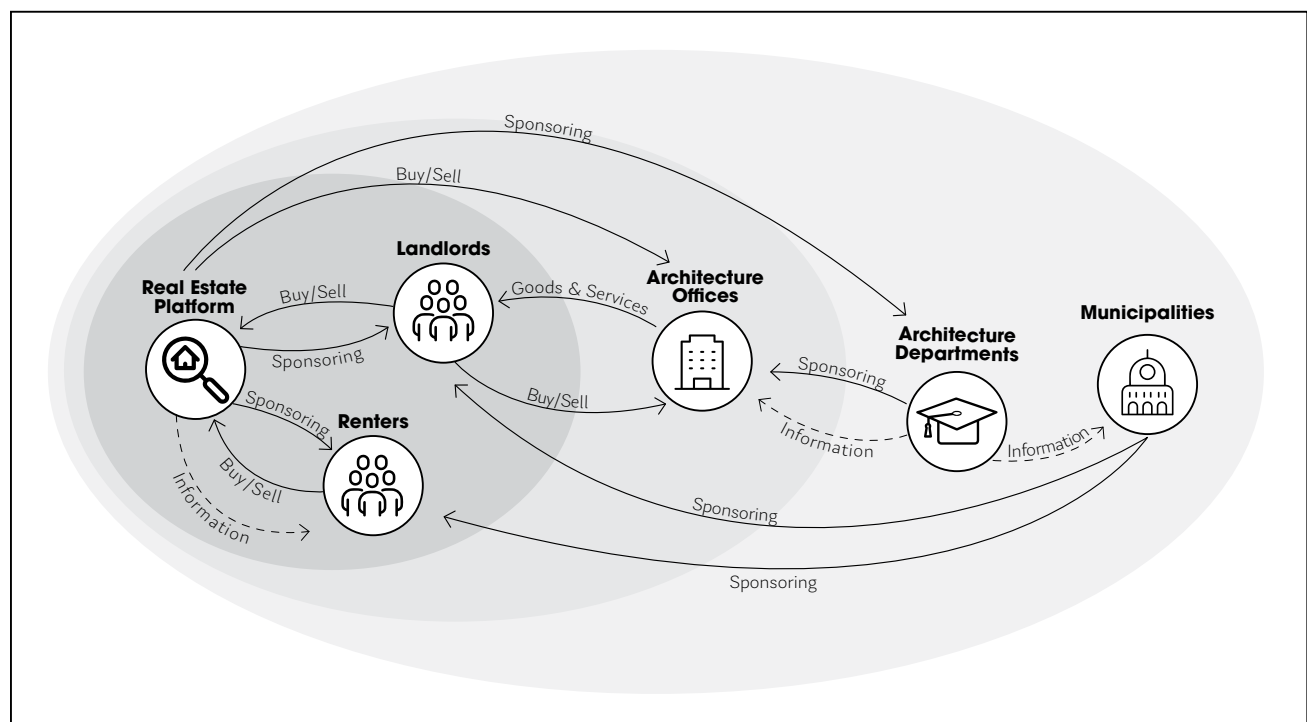 Sponsoring
Buy/Sell
Landlords
Real Estate
Platform
Buy/Sell
Sponsoring
Goods & Services
Architecture
Offices
Municipalities
Architecture
Departments
Sponsoring
Buy/Sell
Sponsoring
Renters
Buy/Sell
Information
Information
Information
Sponsoring
Sponsoring